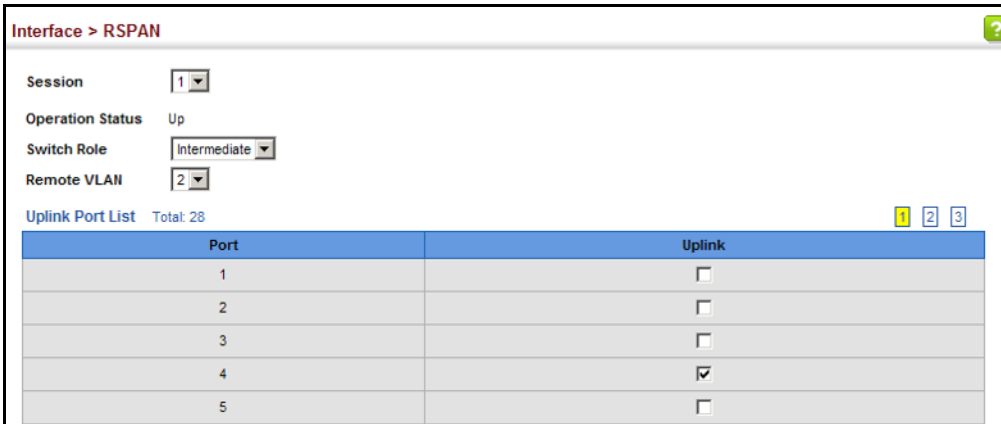 Interface > RSPAN
?
Session 1
Operation Status Up
Switch Role Intermediate
Remote VLAN 2
Uplink Port List Total: 28 1 2 3
Port Uplink
1
2
3
4
5